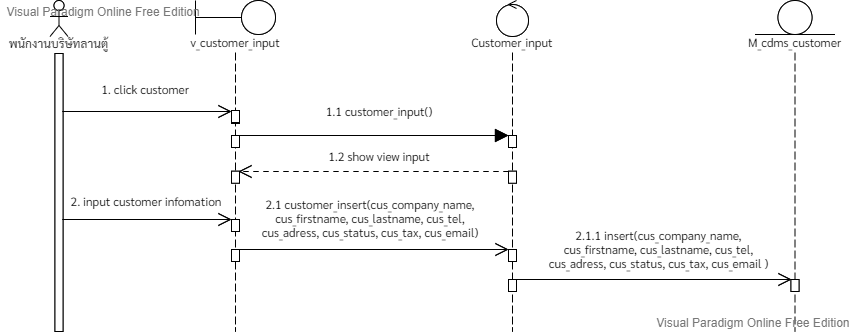 Visual Paradigm Online Free Edition
พนักงานบริษัทลานตู้
v_customer_input
Customer_input
M_cdms_customer
1. click customer
1.1 customer_input()
1.2 show view input
2. input customer infomation
2.1 customer_insert(cus_company_name,
cus_firstname, cus_lastname, cus_tel,
cus_adress, cus_status, cus_tax, cus_email)
2.1.1 insert(cus_company_name,
cus_firstname, cus_lastname, cus_tel,
cus_adress, cus_status, cus_tax, cus_email )
Visual Paradigm Online Free Edition